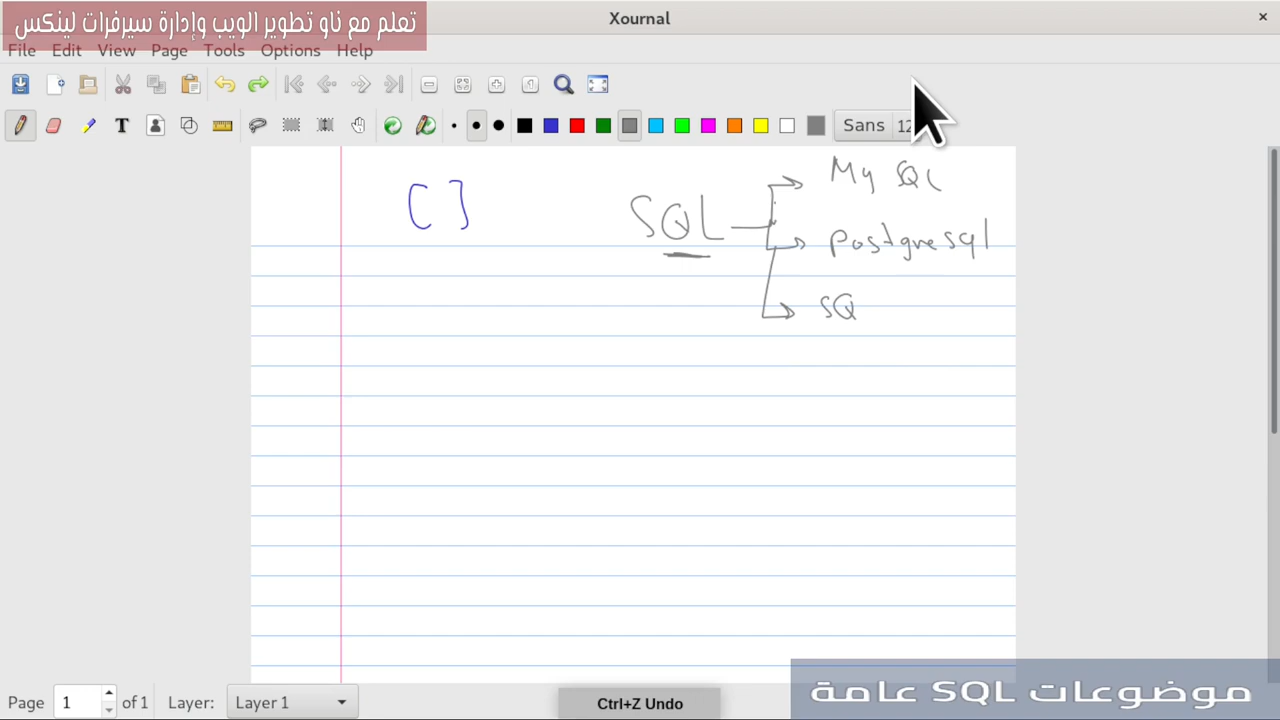 Xournal
تعلم مع ناو تطوير الويب وإدارة سيرفرات لينكس
File Edit View Page Tools Options Help
Sans 12
[ ]
SQL
My SQL
Postgresql
SQ
Page 1 of 1 Layer: Layer 1
Ctrl+Z Undo
موضوعات SQL عامة